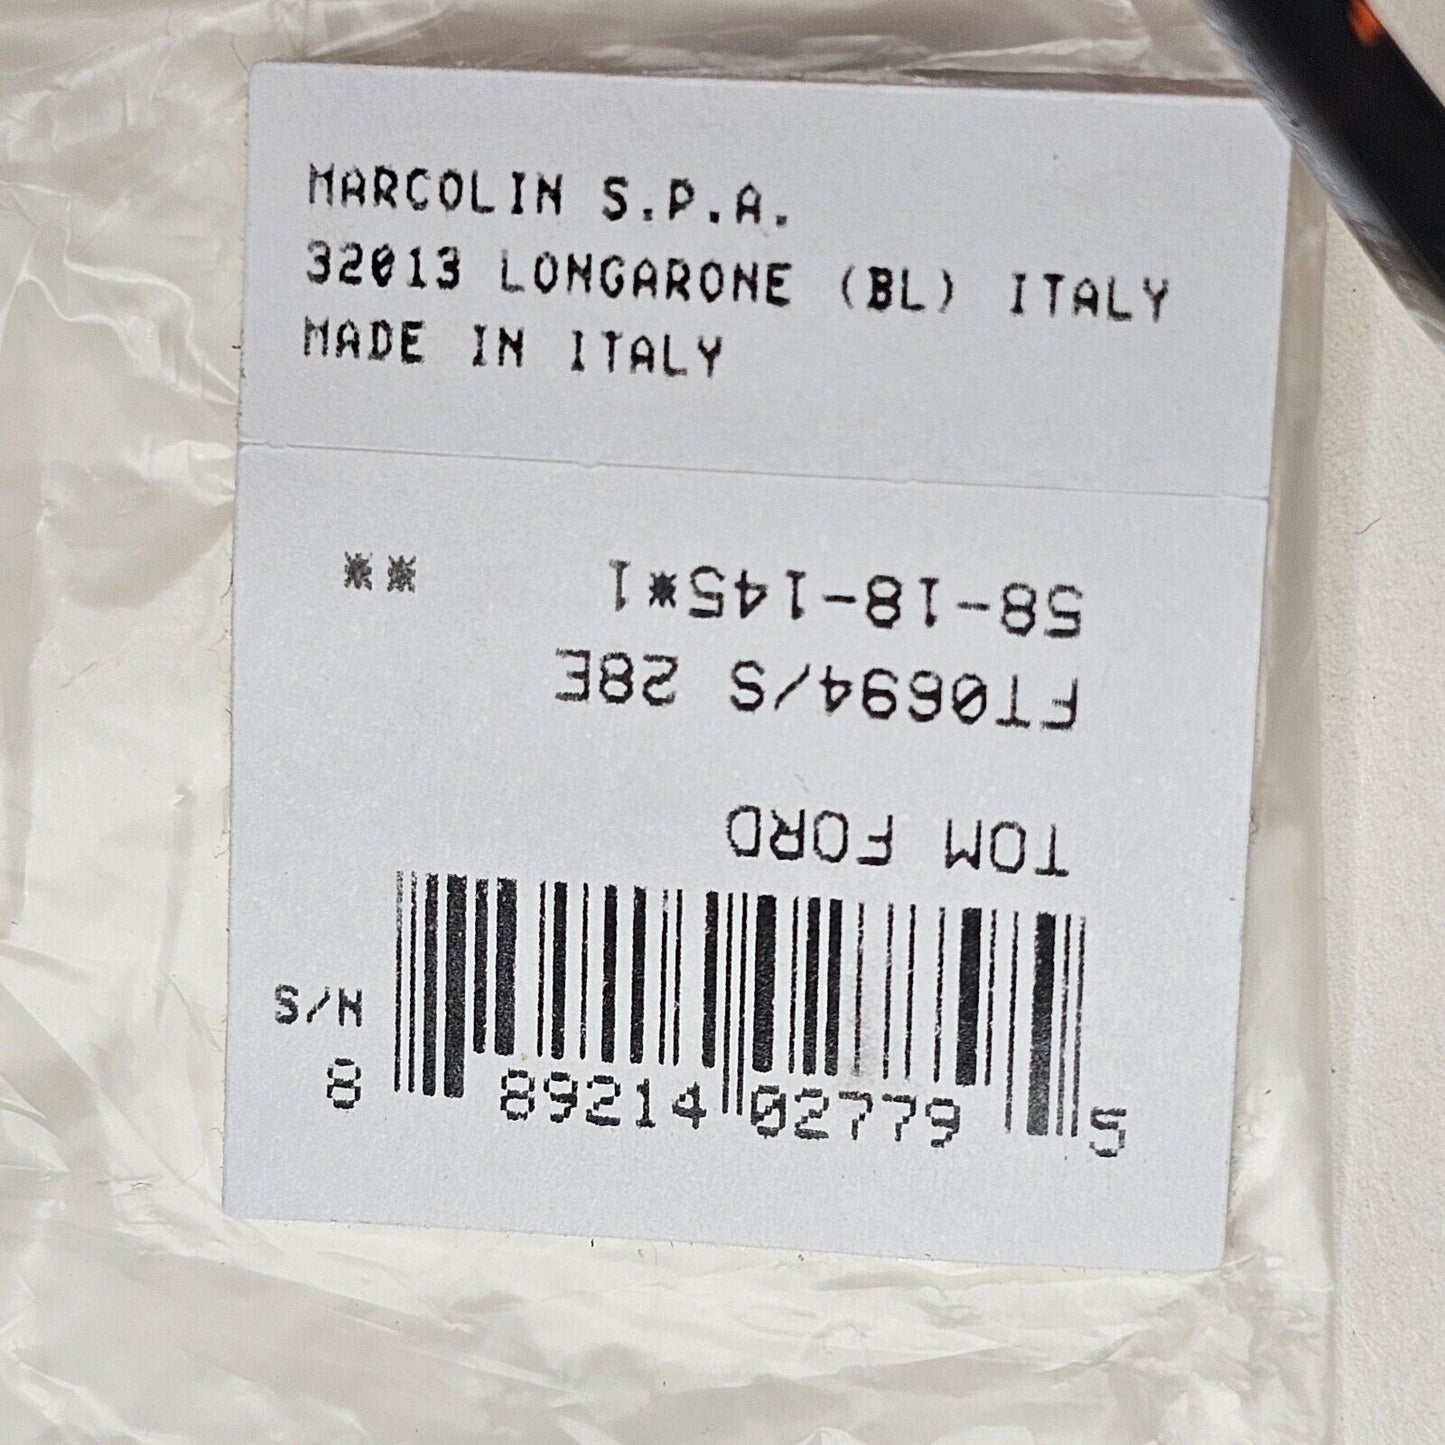 MARCOLIN S.P.A.
32013 LONGARONE (BL) ITALY
MADE IN ITALY
58-18-145*1 **
FT0694/S 28E
TOM FORD
S/N
8 89214 02779 5